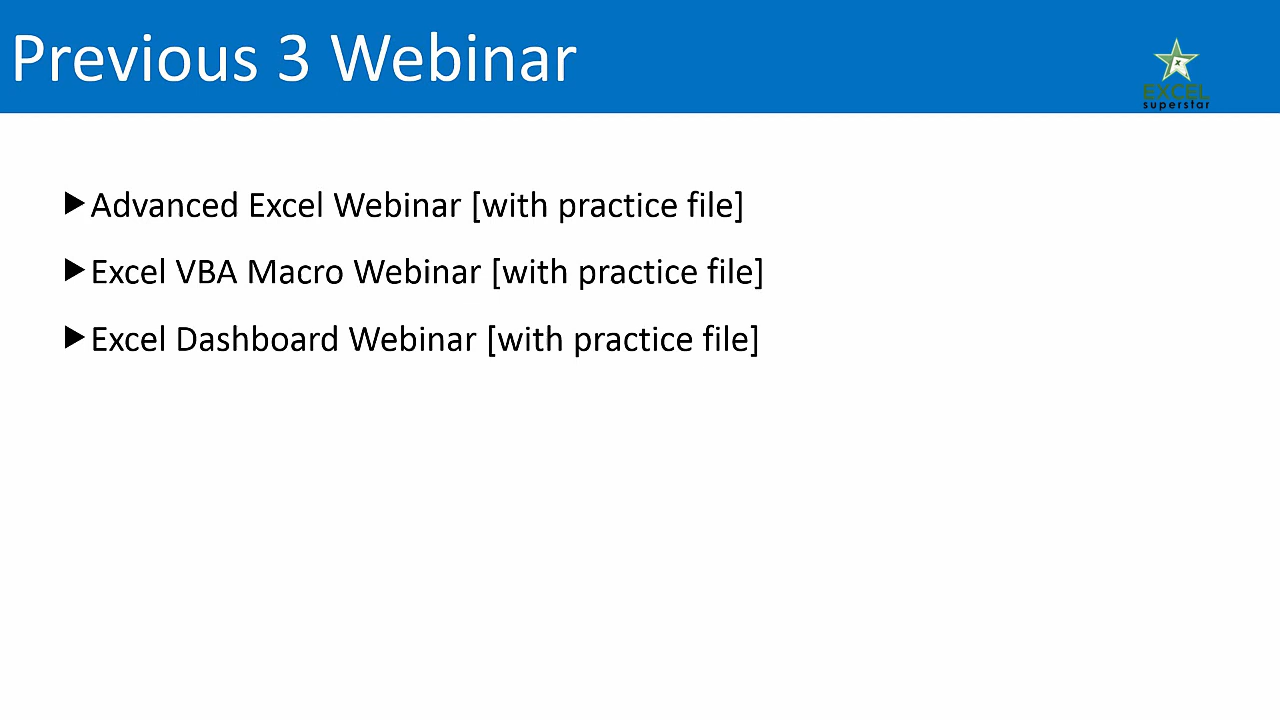 Previous 3 Webinar
EXCEL
superstar
Advanced Excel Webinar [with practice file]
Excel VBA Macro Webinar [with practice file]
Excel Dashboard Webinar [with practice file]